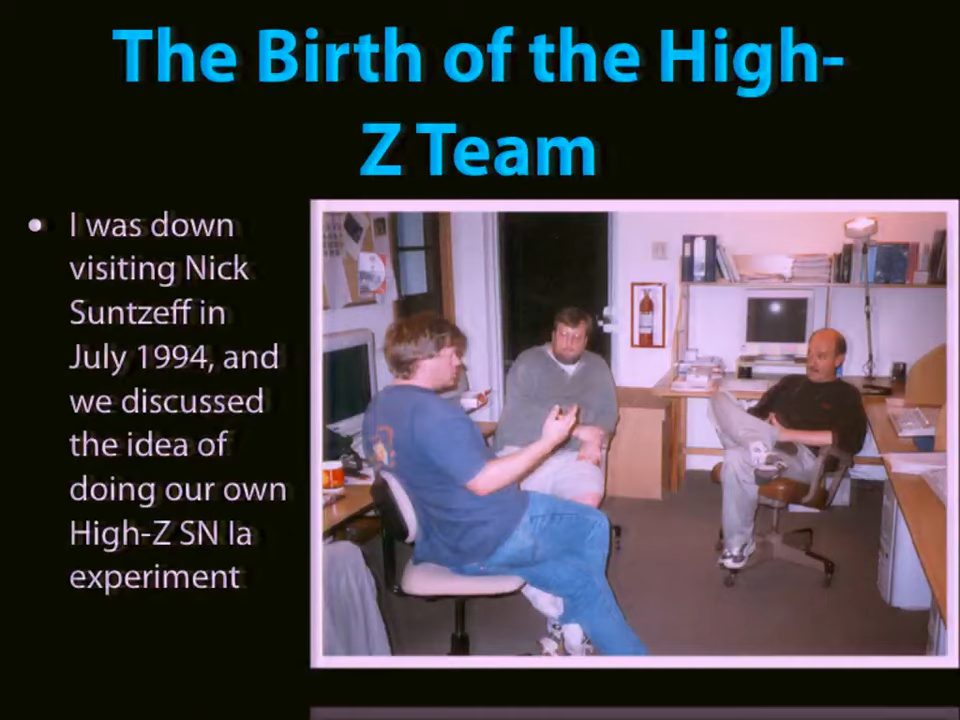 The Birth of the High-
Z Team
• I was down
visiting Nick
Suntzeff in
July 1994, and
we discussed
the idea of
doing our own
High-Z SN Ia
experiment